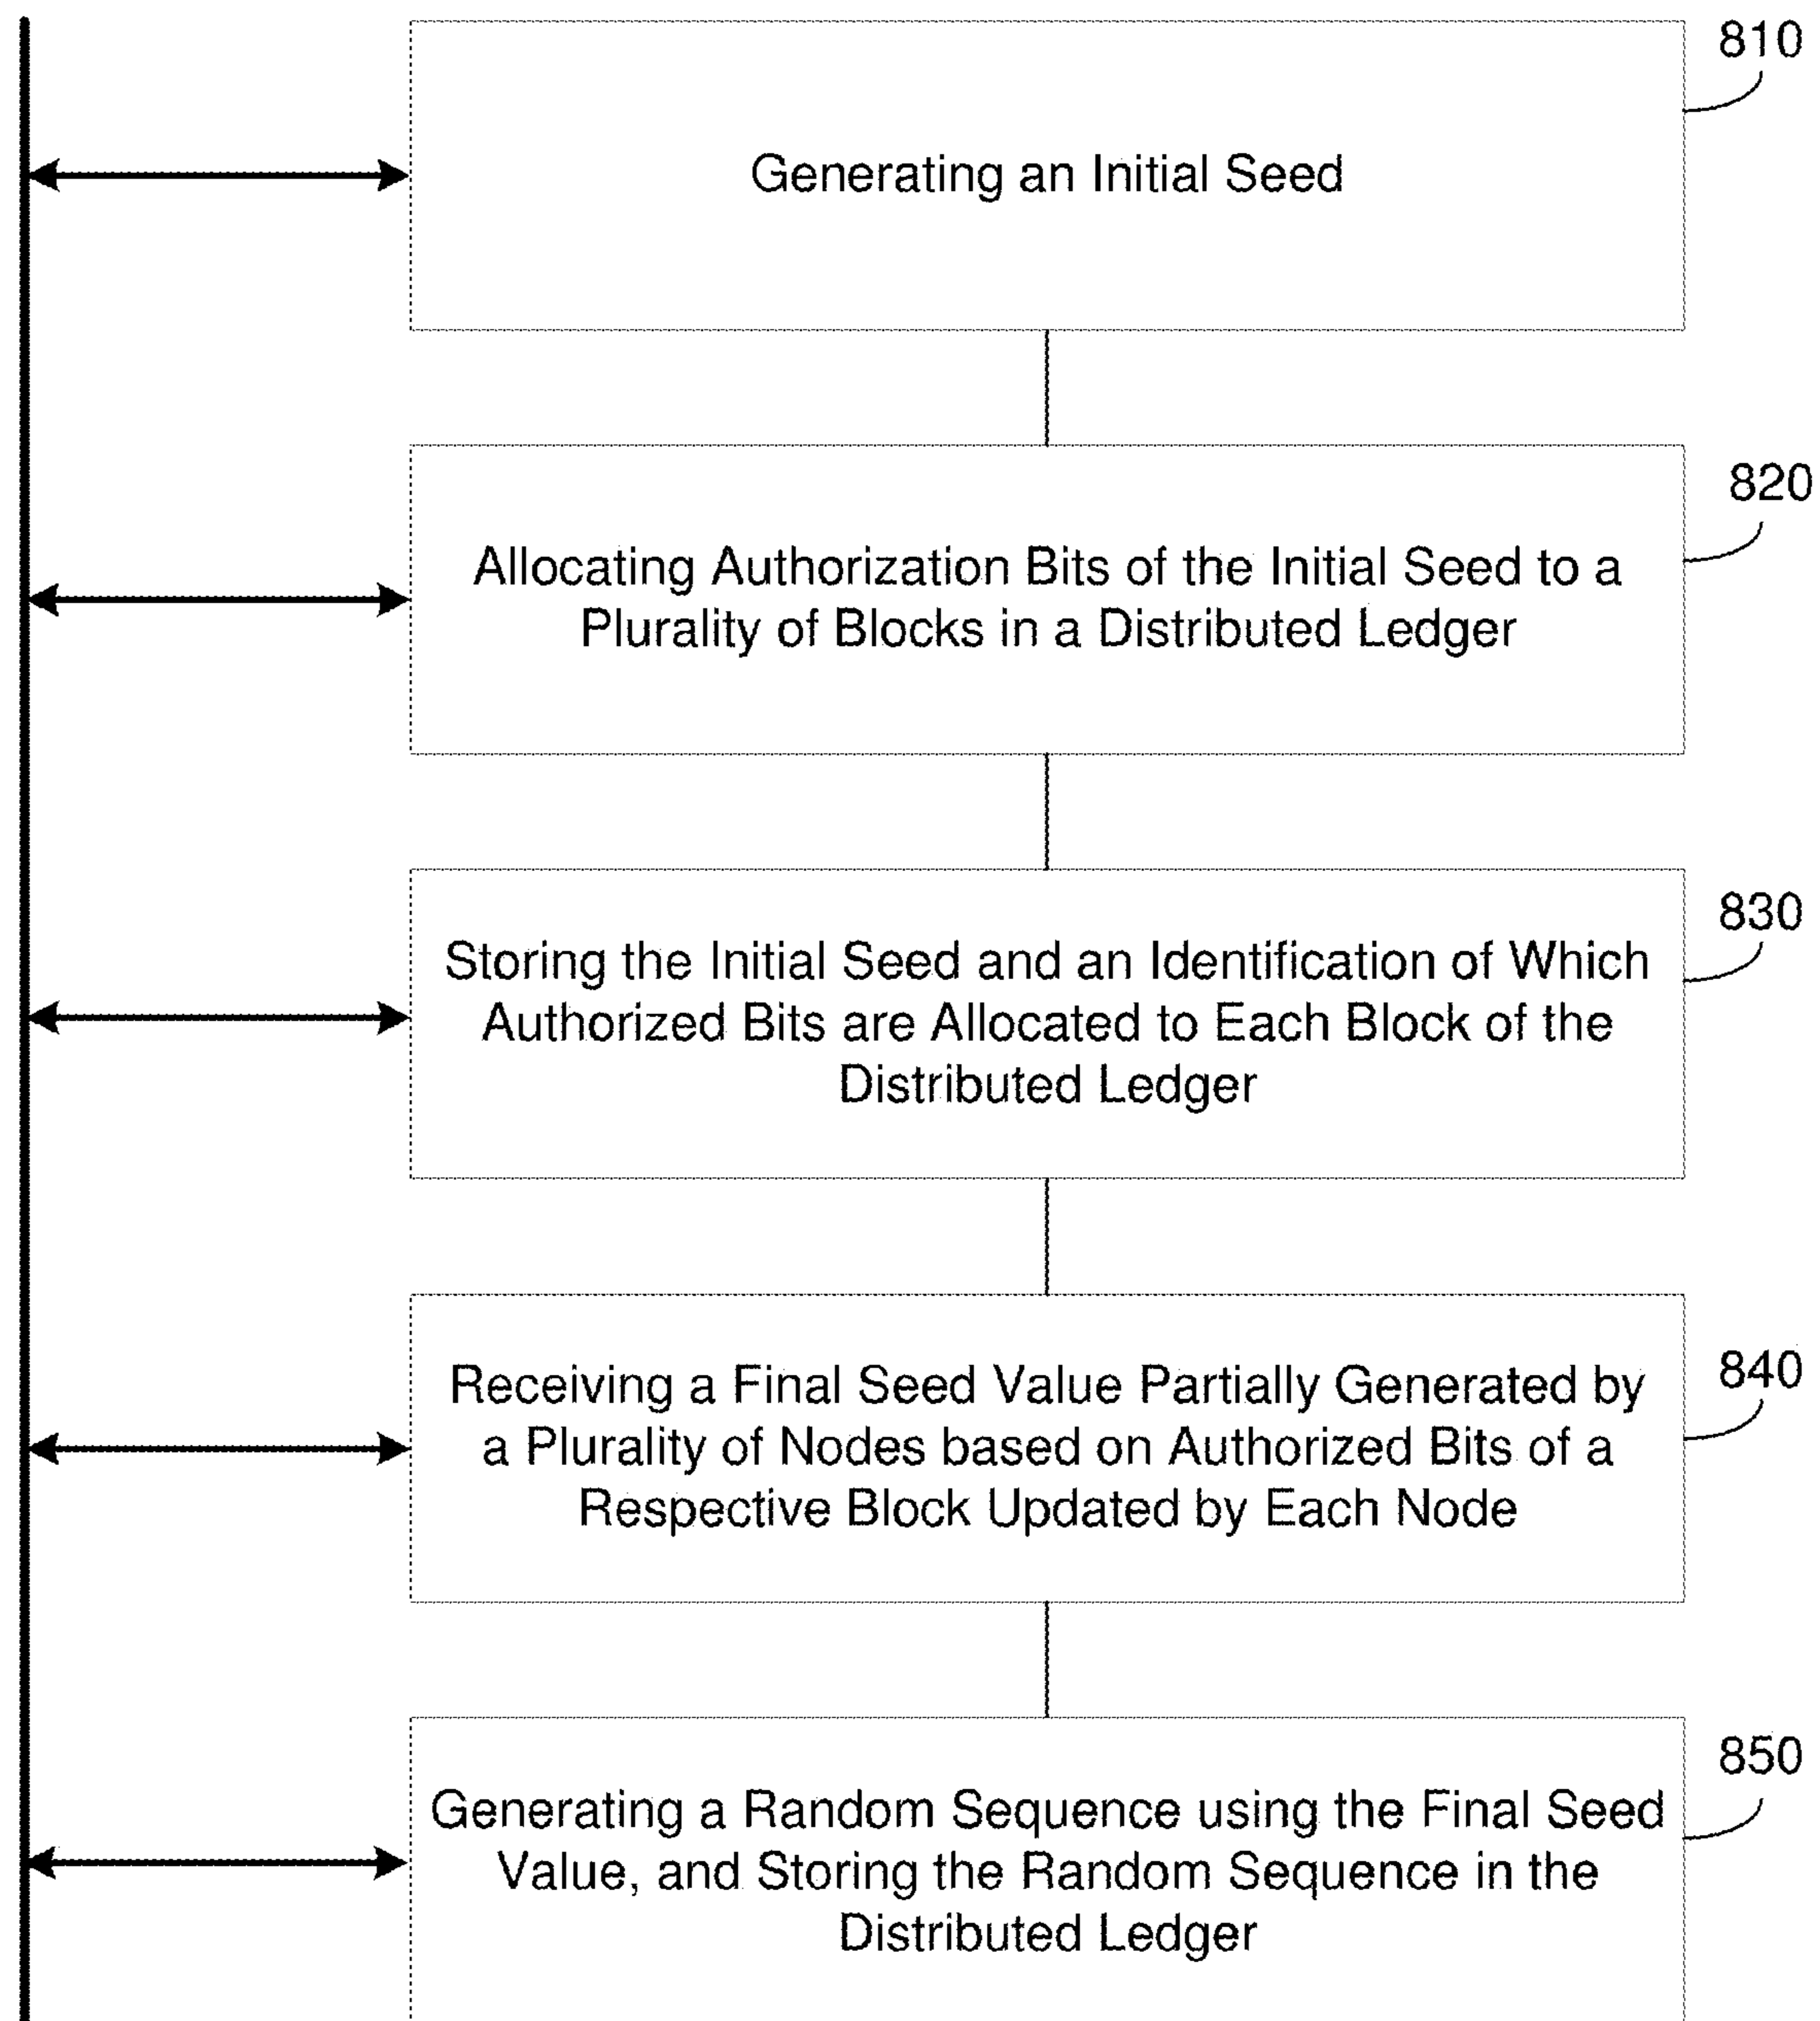 810
Generating an Initial Seed
820
Allocating Authorization Bits of the Initial Seed to a
Plurality of Blocks in a Distributed Ledger
830
Storing the Initial Seed and an Identification of Which
Authorized Bits are Allocated to Each Block of the
Distributed Ledger
840
Receiving a Final Seed Value Partially Generated by
a Plurality of Nodes based on Authorized Bits of a
Respective Block Updated by Each Node
850
Generating a Random Sequence using the Final Seed
Value, and Storing the Random Sequence in the
Distributed Ledger